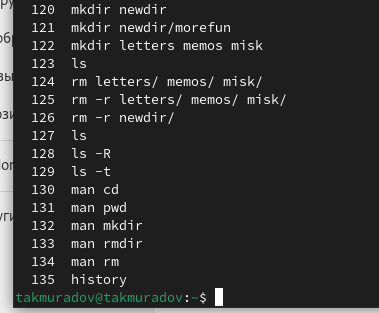 120 mkdir newdir
121 mkdir newdir/morefun
122 mkdir letters memos misk
123 ls
124 rm letters/ memos/ misk/
125 rm -r letters/ memos/ misk/
126 rm -r newdir/
127 ls
128 ls -R
129 ls -t
130 man cd
131 man pwd
132 man mkdir
133 man rmdir
134 man rm
135 history
takmuradov@takmuradov:~$